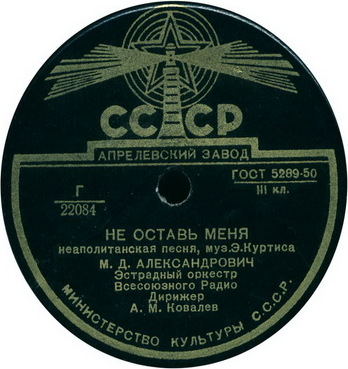 СССР
АПРЕЛЕВСКИЙ ЗАВОД
Г
22084
ГОСТ 5289-50
III кл.
НЕ ОСТАВЬ МЕНЯ
неаполитанская песня, муз.Э.Куртиса
М. Д. АЛЕКСАНДРОВИЧ
Эстрадный оркестр
Всесоюзного Радио
Дирижер
А. М. Ковалев
МИНИСТЕРСТВО КУЛЬТУРЫ С.С.С.Р.